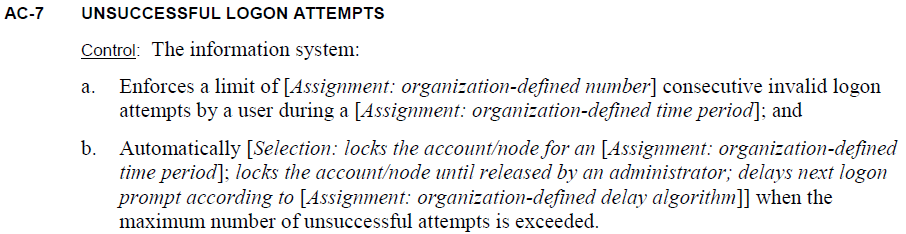 AC-7 UNSUCCESSFUL LOGON ATTEMPTS
Control: The information system:
a. Enforces a limit of [Assignment: organization-defined number] consecutive invalid logon
attempts by a user during a [Assignment: organization-defined time period]; and
b. Automatically [Selection: locks the account/node for an [Assignment: organization-defined
time period]; locks the account/node until released by an administrator; delays next logon
prompt according to [Assignment: organization-defined delay algorithm]] when the
maximum number of unsuccessful attempts is exceeded.